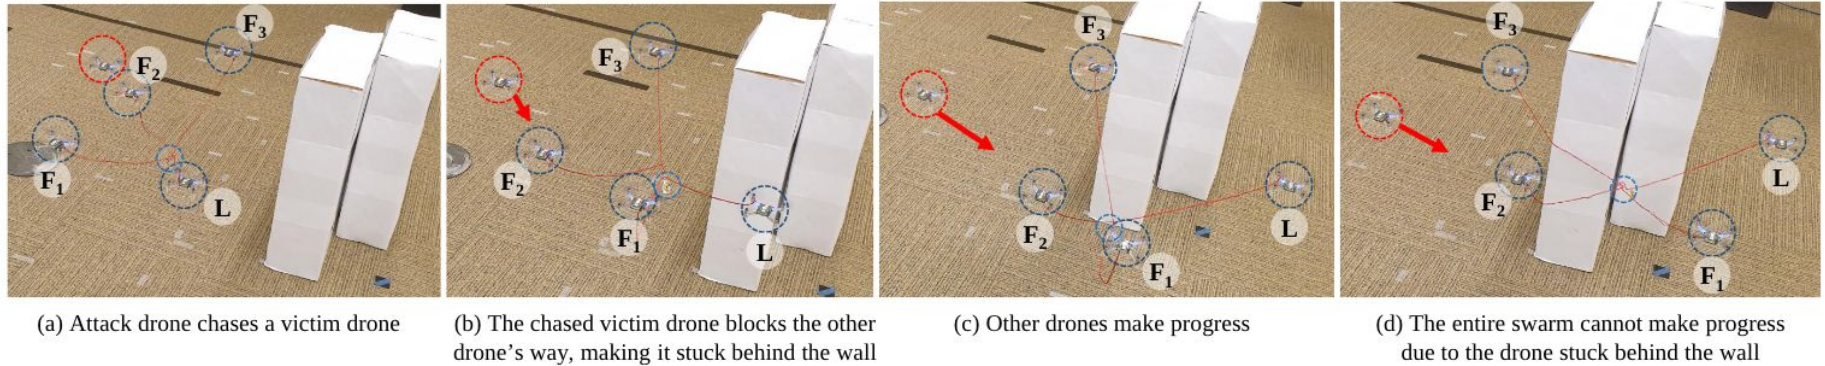 F3
F2
F1
L
F3
F2
F1
L
F3
F2
F1
L
F3
F2
F1
L
(a) Attack drone chases a victim drone
(b) The chased victim drone blocks the other
drone’s way, making it stuck behind the wall
(c) Other drones make progress
(d) The entire swarm cannot make progress
due to the drone stuck behind the wall